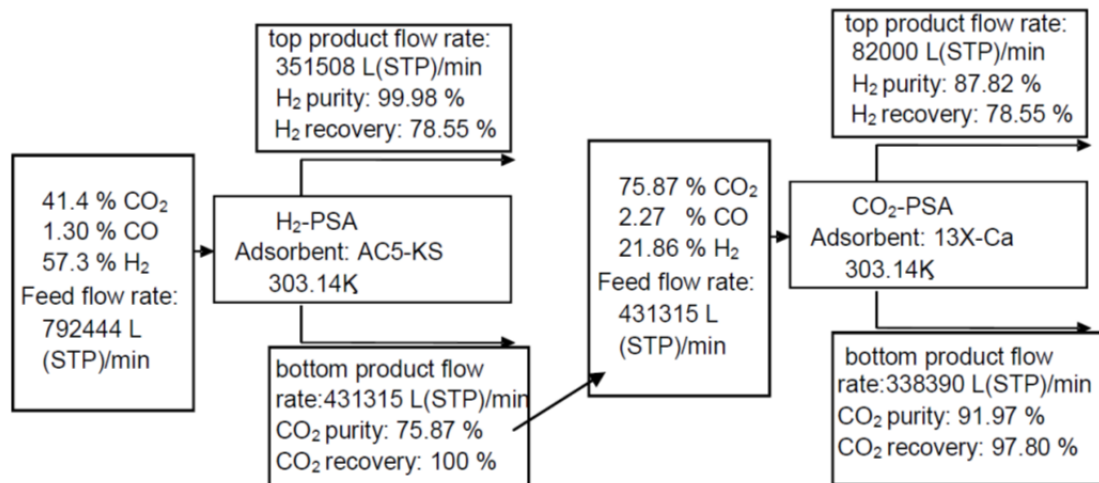 41.4 % CO₂
1.30 % CO
57.3 % H₂
Feed flow rate:
792444 L
(STP)/min
top product flow rate:
351508 L(STP)/min
H₂ purity: 99.98 %
H₂ recovery: 78.55 %
H₂-PSA
Adsorbent: AC5-KS
303.14K
bottom product flow
rate:431315 L(STP)/min
CO₂ purity: 75.87 %
CO₂ recovery: 100 %
75.87 % CO₂
2.27 % CO
21.86 % H₂
Feed flow rate:
431315 L
(STP)/min
top product flow rate:
82000 L(STP)/min
H₂ purity: 87.82 %
H₂ recovery: 78.55 %
CO₂-PSA
Adsorbent: 13X-Ca
303.14K
bottom product flow
rate:338390 L(STP)/min
CO₂ purity: 91.97 %
CO₂ recovery: 97.80 %